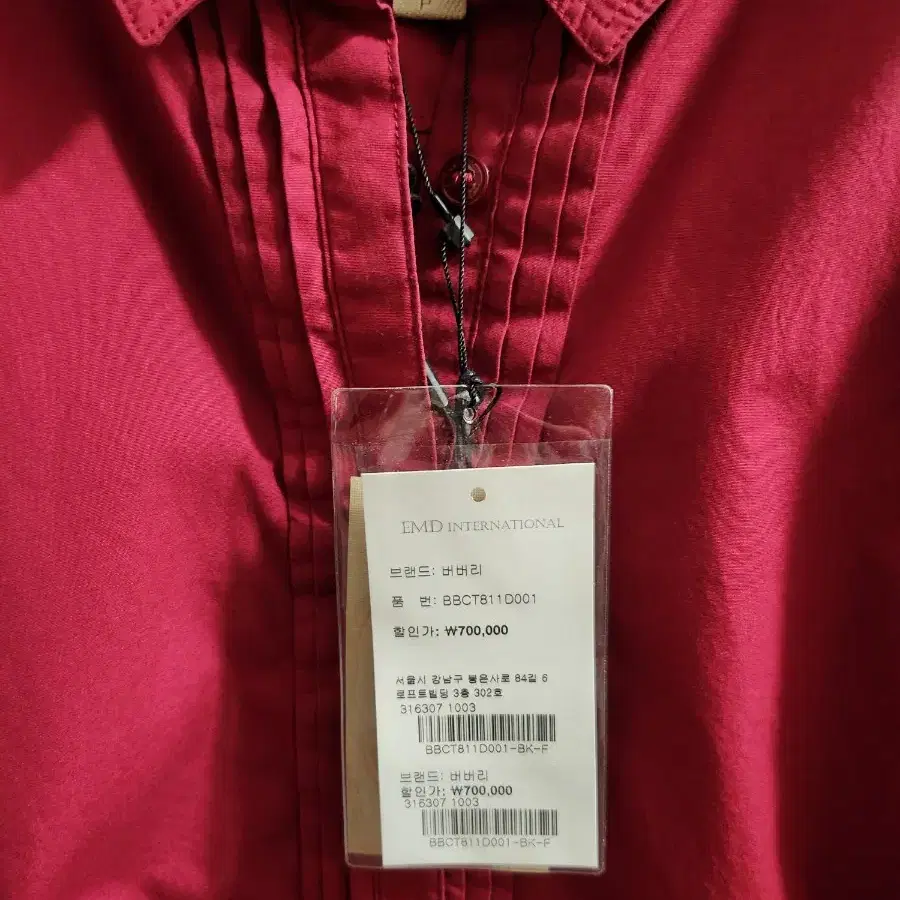 EMD INTERNATIONAL
브랜드: 버버리
품 번: BBCT811D001
할인가: ₩700,000
서울시 강남구 봉은사로 84길 6
로프트빌딩 3층 302호
316307 1003
BBCT811D001-BK-F
브랜드: 버버리
할인가: ₩700,000
316307 1003
BBCT811D001-BK-F